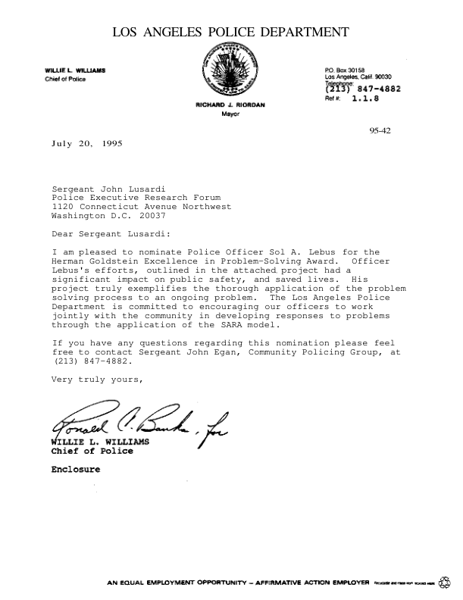 LOS ANGELES POLICE DEPARTMENT
WILLIE L. WILLIAMS
Chief of Police
RICHARD J. RIORDAN
Mayor
P.O. Box 30158
Los Angeles, Calif. 90030
Telephone:
(213) 847-4882
Ref #: 1.1.8
95-42
July 20, 1995
Sergeant John Lusardi
Police Executive Research Forum
1120 Connecticut Avenue Northwest
Washington D.C. 20037
Dear Sergeant Lusardi:
I am pleased to nominate Police Officer Sol A. Lebus for the
Herman Goldstein Excellence in Problem-Solving Award. Officer
Lebus's efforts, outlined in the attached project had a
significant impact on public safety, and saved lives. His
project truly exemplifies the thorough application of the problem
solving process to an ongoing problem. The Los Angeles Police
Department is committed to encouraging our officers to work
jointly with the community in developing responses to problems
through the application of the SARA model.
If you have any questions regarding this nomination please feel
free to contact Sergeant John Egan, Community Policing Group, at
(213) 847-4882.
Very truly yours,
Ronald C. Banks, for
WILLIE L. WILLIAMS
Chief of Police
Enclosure
AN EQUAL EMPLOYMENT OPPORTUNITY – AFFIRMATIVE ACTION EMPLOYER